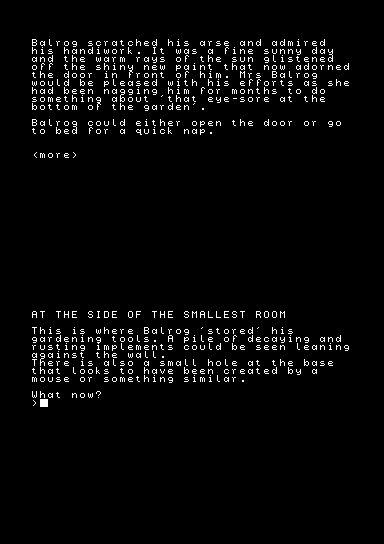 Balrog scratched his arse and admired
his handiwork. It was a fine sunny day
and the warm rays of the sun glistened
off the shiny new paint that now adorned
the door in front of him. Mrs Balrog
would be pleased with his efforts as she
had been nagging him for months to do
something about 'that eye-sore at the
bottom of the garden'.
Balrog could either open the door or go
to bed for a quick nap.
<more>
AT THE SIDE OF THE SMALLEST ROOM
This is where Balrog 'stored' his
gardening tools. A pile of decaying and
rusting implements could be seen leaning
against the wall.
There is also a small hole at the base
that looks to have been created by a
mouse or something similar.
What now?
>